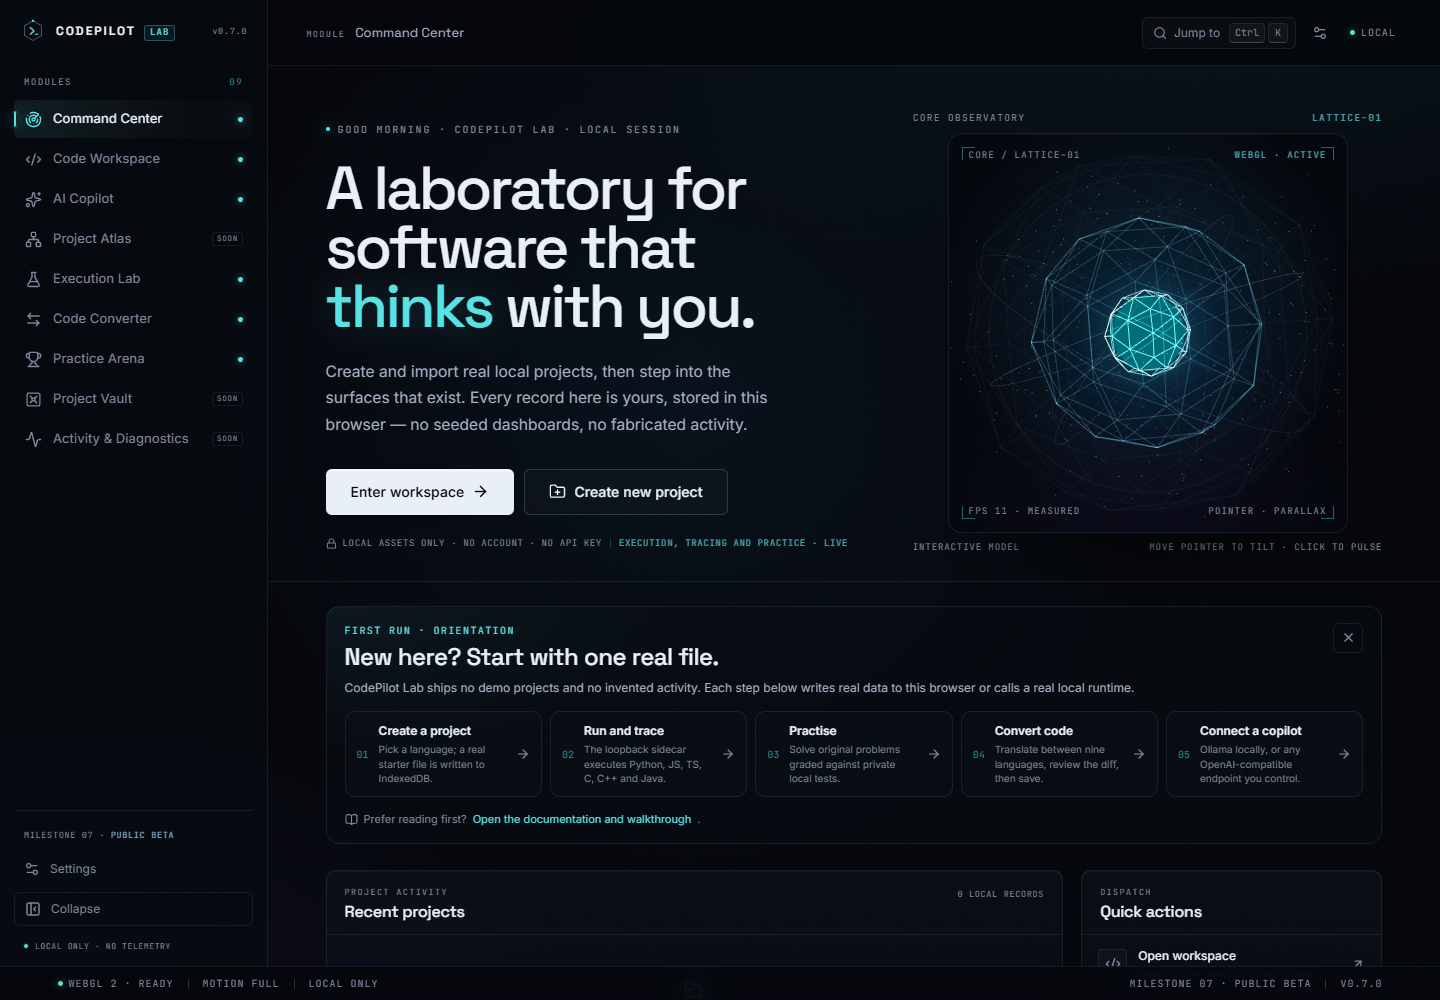 CODEPILOT LAB v0.7.0
MODULES 09
Command Center
Code Workspace
AI Copilot
Project Atlas SOON
Execution Lab
Code Converter
Practice Arena
Project Vault SOON
Activity & Diagnostics SOON
MILESTONE 07 · PUBLIC BETA
Settings
Collapse
LOCAL ONLY · NO TELEMETRY
MODULE Command Center
Jump to Ctrl K
LOCAL
GOOD MORNING · CODEPILOT LAB · LOCAL SESSION
A laboratory for
software that
thinks with you.
Create and import real local projects, then step into the
surfaces that exist. Every record here is yours, stored in this
browser — no seeded dashboards, no fabricated activity.
Enter workspace
Create new project
LOCAL ASSETS ONLY · NO ACCOUNT · NO API KEY | EXECUTION, TRACING AND PRACTICE · LIVE
CORE OBSERVATORY LATTICE-01
CORE / LATTICE-01 WEBGL · ACTIVE
FPS 11 · MEASURED POINTER · PARALLAX
INTERACTIVE MODEL MOVE POINTER TO TILT · CLICK TO PULSE
FIRST RUN · ORIENTATION
New here? Start with one real file.
CodePilot Lab ships no demo projects and no invented activity. Each step below writes real data to this browser or calls a real local runtime.
01
Create a project
Pick a language; a real
starter file is written to
IndexedDB.
02
Run and trace
The loopback sidecar
executes Python, JS, TS,
C, C++ and Java.
03
Practise
Solve original problems
graded against private
local tests.
04
Convert code
Translate between nine
languages, review the diff,
then save.
05
Connect a copilot
Ollama locally, or any
OpenAI-compatible
endpoint you control.
Prefer reading first? Open the documentation and walkthrough .
PROJECT ACTIVITY
Recent projects
0 LOCAL RECORDS
DISPATCH
Quick actions
Open workspace
WEBGL 2 · READY | MOTION FULL | LOCAL ONLY
MILESTONE 07 · PUBLIC BETA | V0.7.0